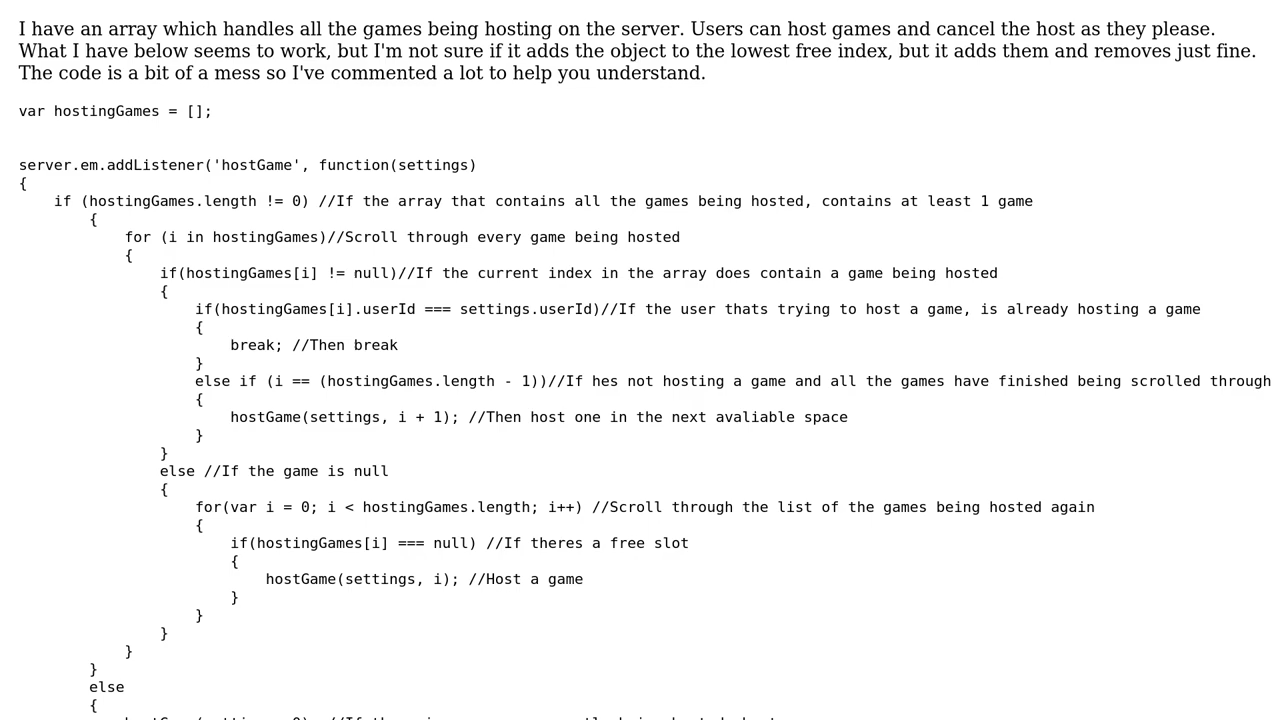 I have an array which handles all the games being hosting on the server. Users can host games and cancel the host as they please.
What I have below seems to work, but I'm not sure if it adds the object to the lowest free index, but it adds them and removes just fine.
The code is a bit of a mess so I've commented a lot to help you understand.
var hostingGames = [];
server.em.addListener('hostGame', function(settings)
{
if (hostingGames.length != 0) //If the array that contains all the games being hosted, contains at least 1 game
{
for (i in hostingGames)//Scroll through every game being hosted
{
if(hostingGames[i] != null)//If the current index in the array does contain a game being hosted
{
if(hostingGames[i].userId === settings.userId)//If the user thats trying to host a game, is already hosting a game
{
break; //Then break
}
else if (i == (hostingGames.length - 1))//If hes not hosting a game and all the games have finished being scrolled through
{
hostGame(settings, i + 1); //Then host one in the next avaliable space
}
}
else //If the game is null
{
for(var i = 0; i < hostingGames.length; i++) //Scroll through the list of the games being hosted again
{
if(hostingGames[i] === null) //If theres a free slot
{
hostGame(settings, i); //Host a game
}
}
}
}
}
else
{